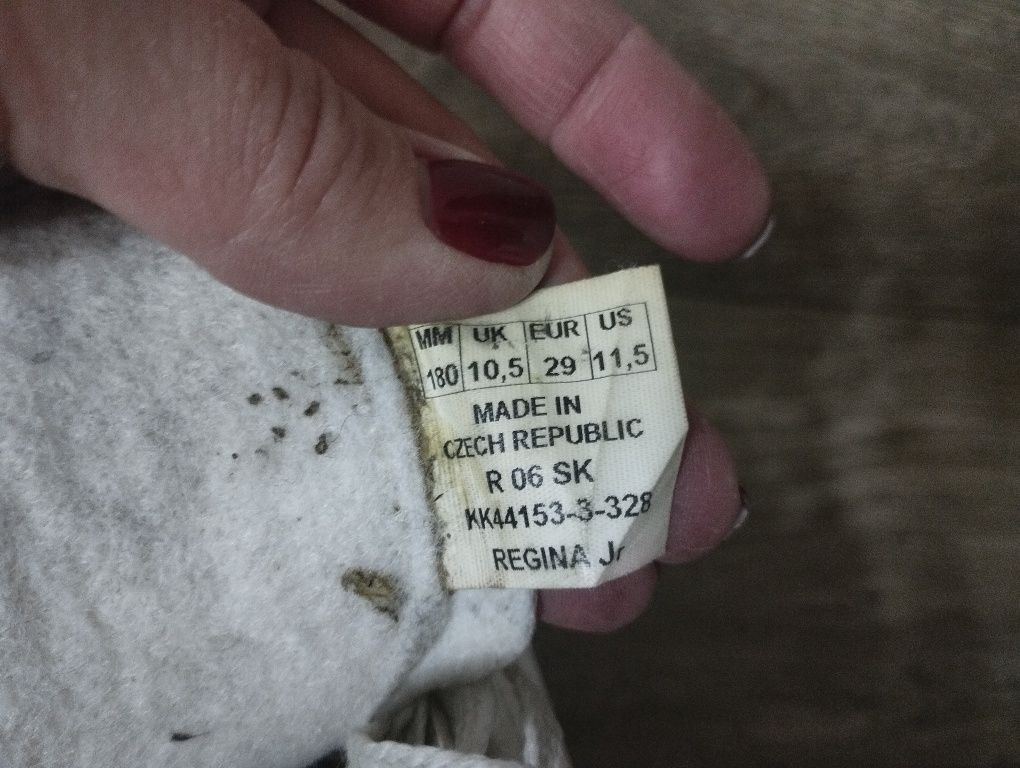 MM UK EUR US
180 10,5 29 11,5
MADE IN
CZECH REPUBLIC
R 06 SK
KK44153-3-328
REGINA Jr